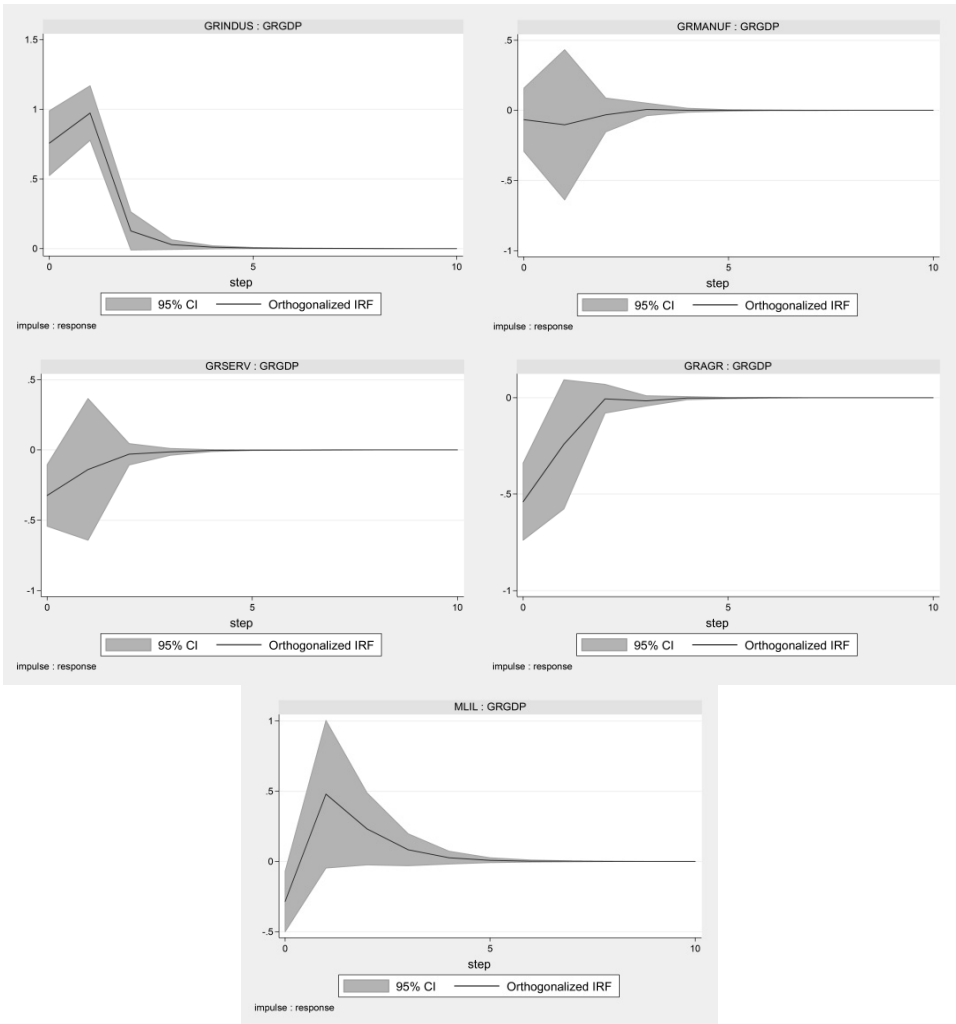 GRINDUS : GRGDP
1.5
1
.5
0
0 5 10
step
95% CI Orthogonalized IRF
impulse : response
GRMANUF : GRGDP
.5
0
-.5
-1
0 5 10
step
95% CI Orthogonalized IRF
impulse : response
GRSERV : GRGDP
.5
0
-.5
-1
0 5 10
step
95% CI Orthogonalized IRF
impulse : response
GRAGR : GRGDP
0
-.5
-1
0 5 10
step
95% CI Orthogonalized IRF
impulse : response
MLIL : GRGDP
1
.5
0
-.5
0 5 10
step
95% CI Orthogonalized IRF
impulse : response